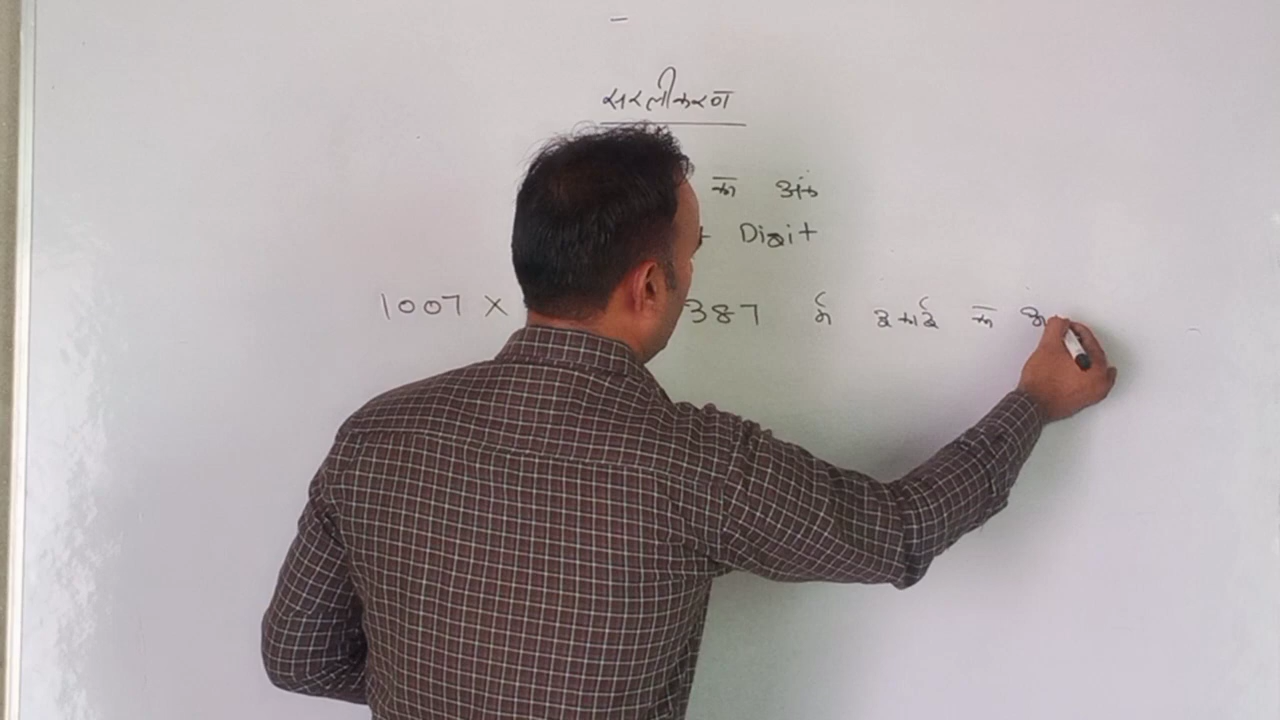 सरलीकरण
का अंक
Digit
1007 × 387 में इकाई का